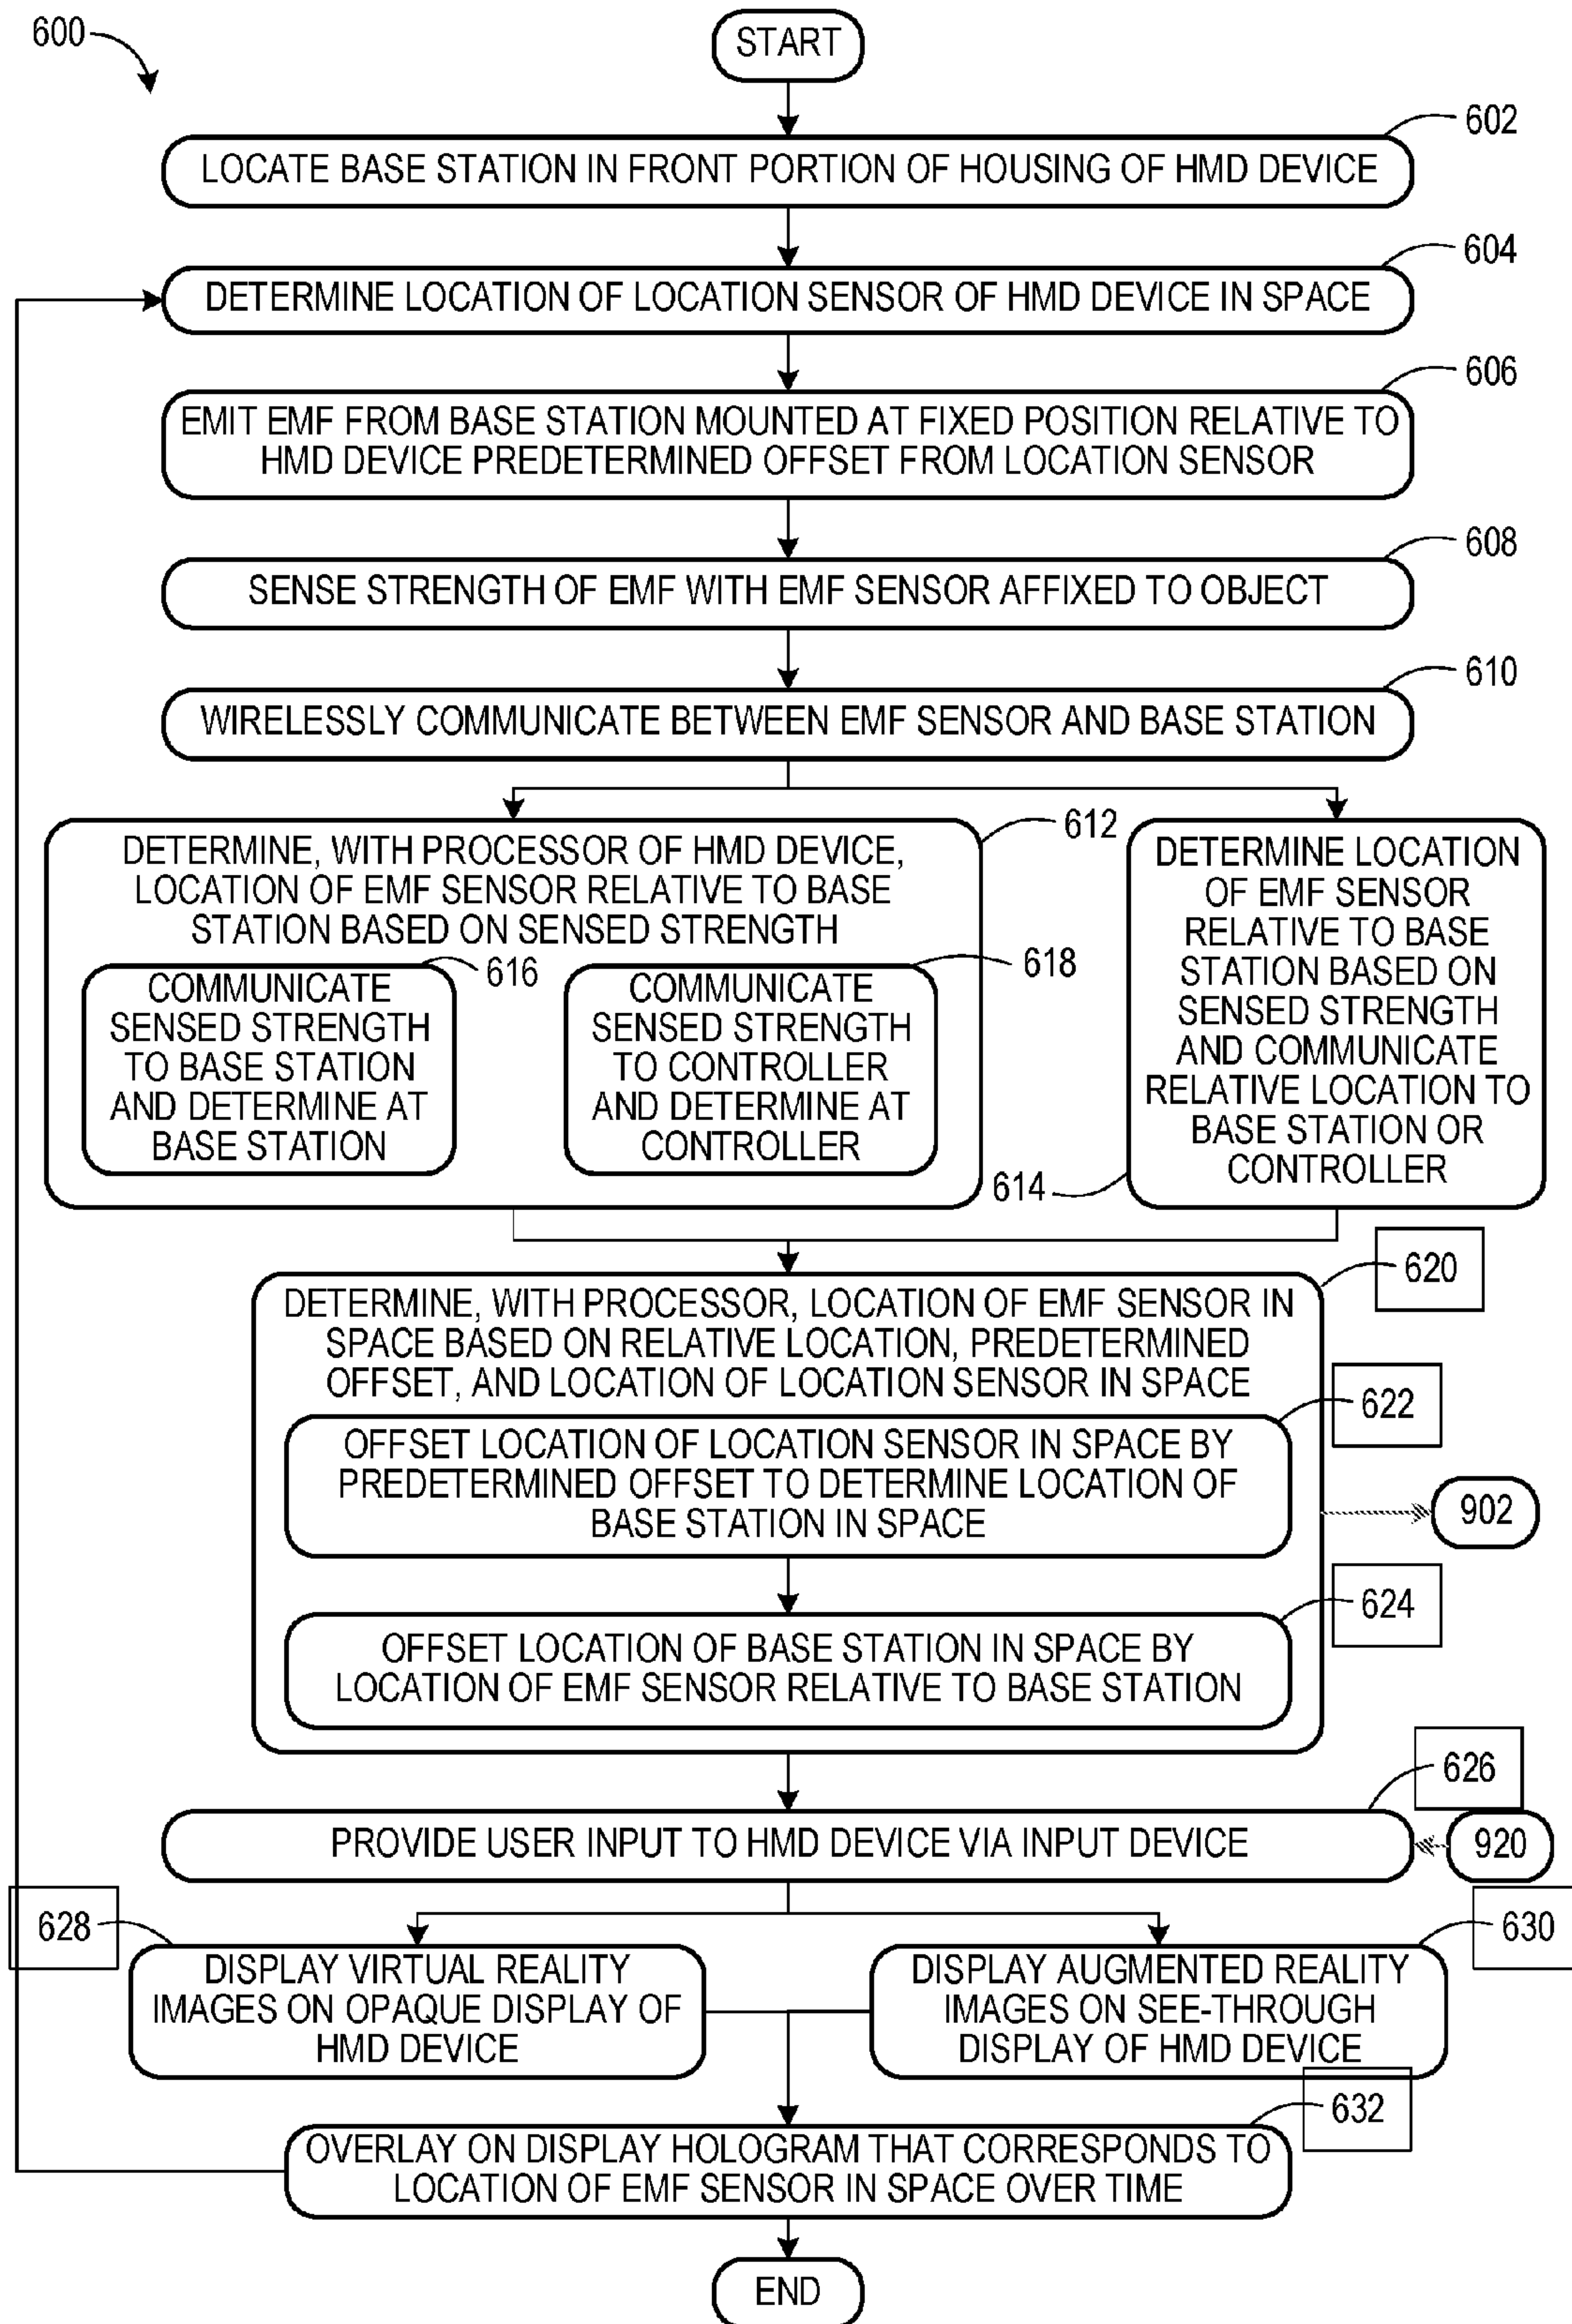 600
START
602
LOCATE BASE STATION IN FRONT PORTION OF HOUSING OF HMD DEVICE
604
DETERMINE LOCATION OF LOCATION SENSOR OF HMD DEVICE IN SPACE
606
EMIT EMF FROM BASE STATION MOUNTED AT FIXED POSITION RELATIVE TO
HMD DEVICE PREDETERMINED OFFSET FROM LOCATION SENSOR
608
SENSE STRENGTH OF EMF WITH EMF SENSOR AFFIXED TO OBJECT
610
WIRELESSLY COMMUNICATE BETWEEN EMF SENSOR AND BASE STATION
612
DETERMINE, WITH PROCESSOR OF HMD DEVICE,
LOCATION OF EMF SENSOR RELATIVE TO BASE
STATION BASED ON SENSED STRENGTH
616
COMMUNICATE
SENSED STRENGTH
TO BASE STATION
AND DETERMINE AT
BASE STATION
618
COMMUNICATE
SENSED STRENGTH
TO CONTROLLER
AND DETERMINE AT
CONTROLLER
614
DETERMINE LOCATION
OF EMF SENSOR
RELATIVE TO BASE
STATION BASED ON
SENSED STRENGTH
AND COMMUNICATE
RELATIVE LOCATION TO
BASE STATION OR
CONTROLLER
620
DETERMINE, WITH PROCESSOR, LOCATION OF EMF SENSOR IN
SPACE BASED ON RELATIVE LOCATION, PREDETERMINED
OFFSET, AND LOCATION OF LOCATION SENSOR IN SPACE
622
OFFSET LOCATION OF LOCATION SENSOR IN SPACE BY
PREDETERMINED OFFSET TO DETERMINE LOCATION OF
BASE STATION IN SPACE
902
624
OFFSET LOCATION OF BASE STATION IN SPACE BY
LOCATION OF EMF SENSOR RELATIVE TO BASE STATION
626
PROVIDE USER INPUT TO HMD DEVICE VIA INPUT DEVICE
920
628
DISPLAY VIRTUAL REALITY
IMAGES ON OPAQUE DISPLAY OF
HMD DEVICE
630
DISPLAY AUGMENTED REALITY
IMAGES ON SEE-THROUGH
DISPLAY OF HMD DEVICE
632
OVERLAY ON DISPLAY HOLOGRAM THAT CORRESPONDS TO
LOCATION OF EMF SENSOR IN SPACE OVER TIME
END